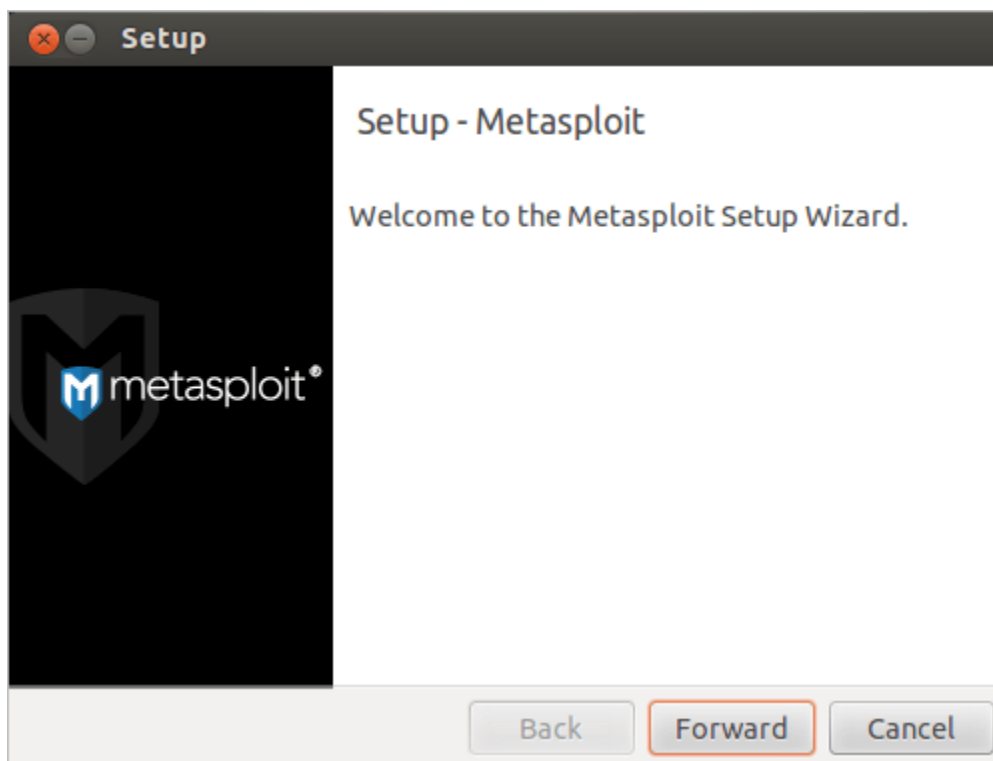 Setup
Setup - Metasploit
Welcome to the Metasploit Setup Wizard.
metasploit®
Back
Forward
Cancel